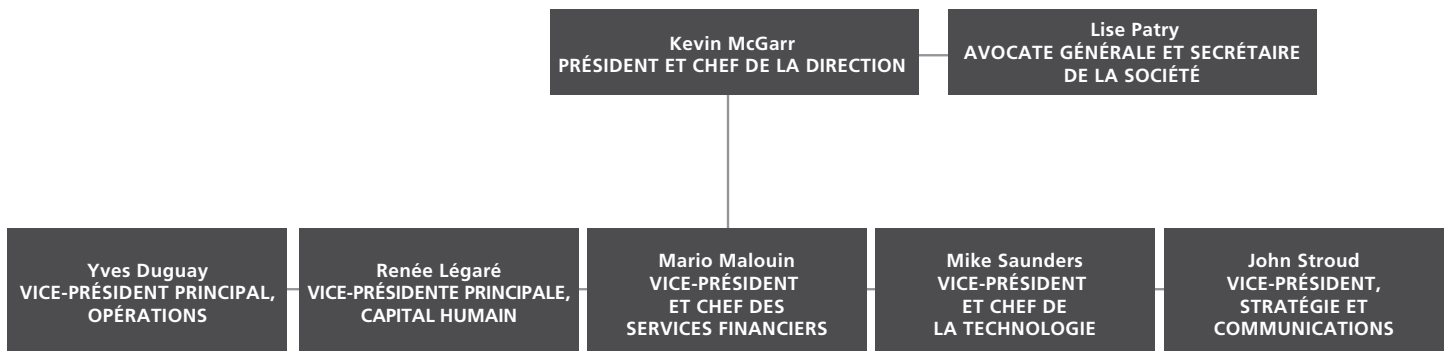 Kevin McGarr
PRÉSIDENT ET CHEF DE LA DIRECTION
Lise Patry
AVOCATE GÉNÉRALE ET SECRÉTAIRE
DE LA SOCIÉTÉ
Yves Duguay
VICE-PRÉSIDENT PRINCIPAL,
OPÉRATIONS
Renée Légaré
VICE-PRÉSIDENTE PRINCIPALE,
CAPITAL HUMAIN
Mario Malouin
VICE-PRÉSIDENT
ET CHEF DES
SERVICES FINANCIERS
Mike Saunders
VICE-PRÉSIDENT
ET CHEF DE
LA TECHNOLOGIE
John Stroud
VICE-PRÉSIDENT,
STRATÉGIE ET
COMMUNICATIONS